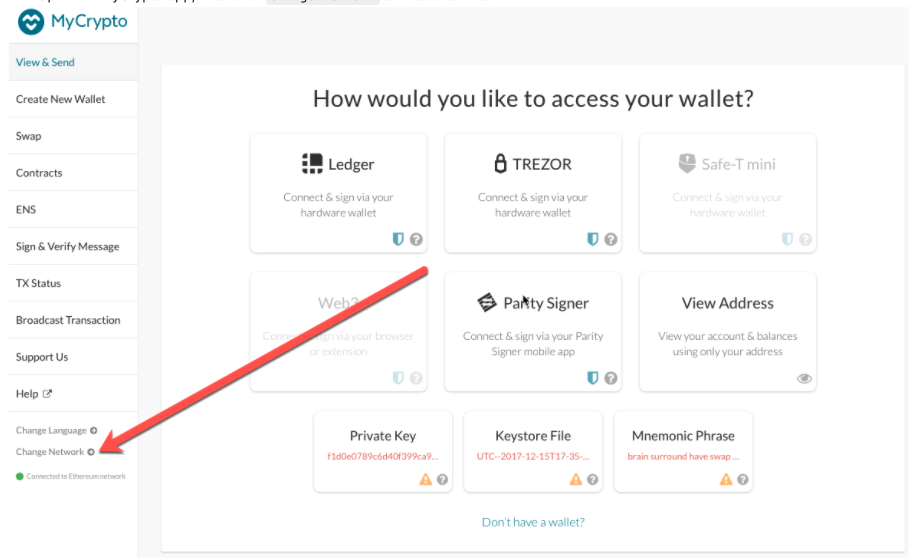 MyCrypto
View & Send
Create New Wallet
Swap
Contracts
ENS
Sign & Verify Message
TX Status
Broadcast Transaction
Support Us
Help
Change Language
Change Network
Connected to Ethereum network
How would you like to access your wallet?
Ledger
Connect & sign via your
hardware wallet
TREZOR
Connect & sign via your
hardware wallet
Safe-T mini
Connect & sign via your
hardware wallet
Web3
Connect & sign via your browser
or extension
Parity Signer
Connect & sign via your Parity
Signer mobile app
View Address
View your account & balances
using only your address
Private Key
f1d0e0789c6d40f399ca9...
Keystore File
UTC--2017-12-15T17-35-...
Mnemonic Phrase
brain surround have swap ...
Don't have a wallet?